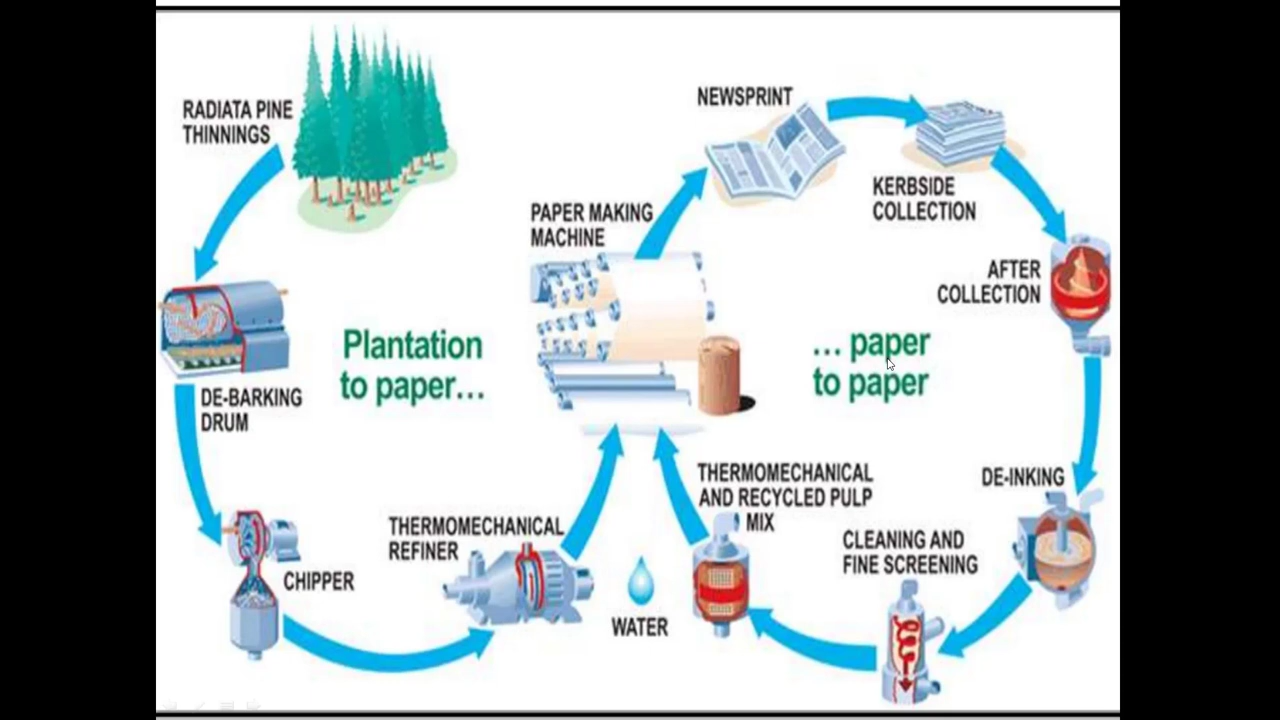 RADIATA PINE
THINNINGS
DE-BARKING
DRUM
CHIPPER
THERMOMECHANICAL
REFINER
Plantation
to paper...
PAPER MAKING
MACHINE
WATER
NEWSPRINT
KERBSIDE
COLLECTION
AFTER
COLLECTION
... paper
to paper
DE-INKING
CLEANING AND
FINE SCREENING
THERMOMECHANICAL
AND RECYCLED PULP
MIX